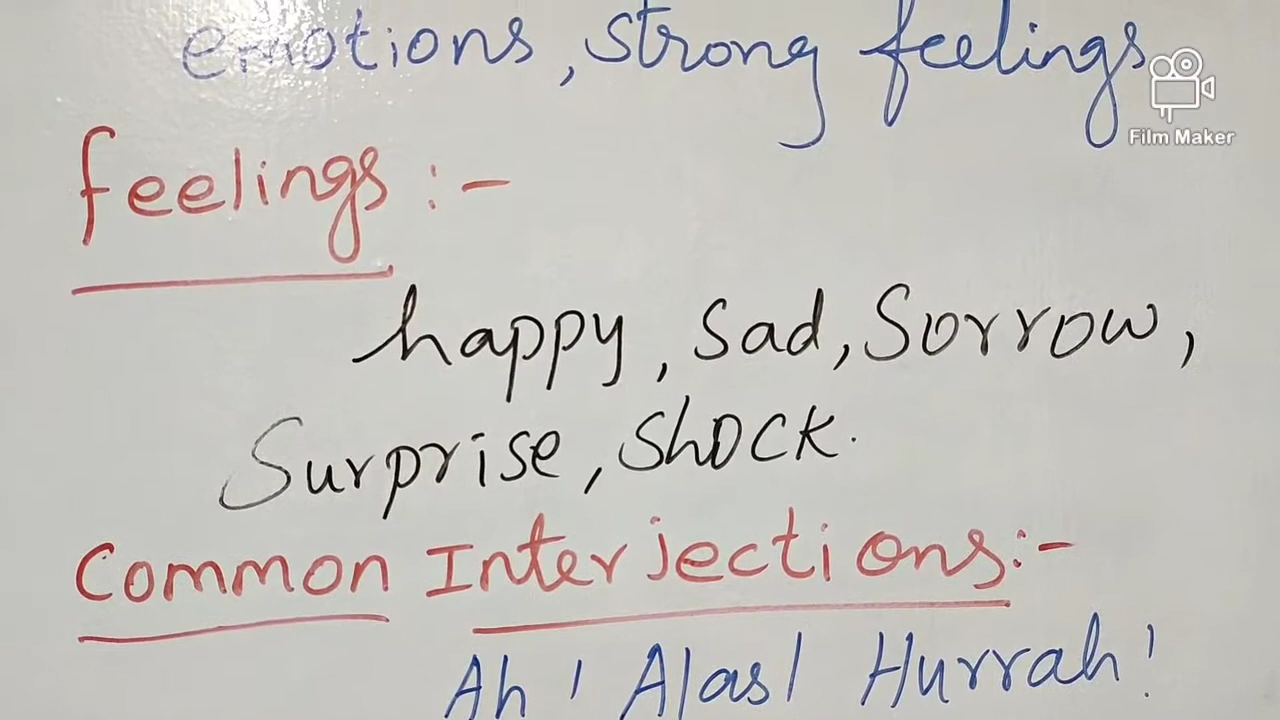 emotions, strong feelings
Film Maker
feelings :-
happy, Sad, Sorrow,
Surprise, Shock.
Common Interjections:-
Ah! Alas! Hurrah!